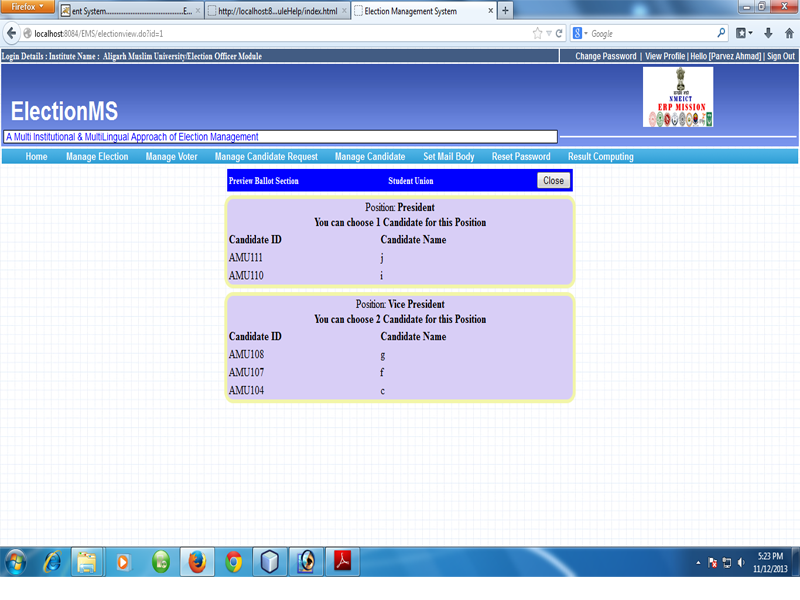 Firefox
ent System..............................................E...
http://localhost:8...uleHelp/index.html
Election Management System
localhost:8084/EMS/electionview.do?id=1
Google
Login Details : Institute Name : Aligarh Muslim University/Election Officer Module
Change Password | View Profile | Hello [Parvez Ahmad] | Sign Out
NMEICT
ERP MISSION
ElectionMS
A Multi Institutional & MultiLingual Approach of Election Management
Home Manage Election Manage Voter Manage Candidate Request Manage Candidate Set Mail Body Reset Password Result Computing
Preview Ballot Section Student Union Close
Position: President
You can choose 1 Candidate for this Position
Candidate ID Candidate Name
AMU111 j
AMU110 i
Position: Vice President
You can choose 2 Candidate for this Position
Candidate ID Candidate Name
AMU108 g
AMU107 f
AMU104 c
5:23 PM
11/12/2013